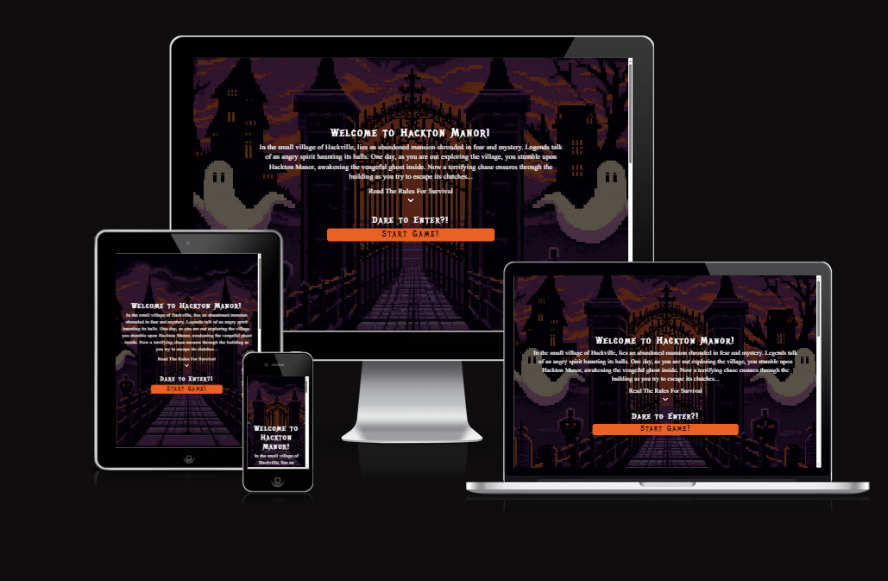 Welcome to Hackton Manor!
In the small village of Hackville, lies an abandoned mansion shrouded in fear and mystery. Legends talk
of an angry spirit haunting its halls. One day, as you are out exploring the village, you stumble upon
Hackton Manor, awakening the vengeful ghost inside. Now a terrifying chase ensures through the
building as you try to escape its clutches...
Read The Rules For Survival
Dare to Enter?!
Start Game!
Welcome to Hackton Manor!
In the small village of Hackville, lies an abandoned mansion
shrouded in fear and mystery. Legends talk of an angry spirit
haunting its halls. One day, as you are out exploring the village,
you stumble upon Hackton Manor, awakening the vengeful ghost
inside. Now a terrifying chase ensures through the building as
you try to escape its clutches...
Read The Rules For Survival
Dare to Enter?!
Start Game!
Welcome to
Hackton
Manor!
In the small village of
Hackville, lies an
Welcome to Hackton Manor!
In the small village of Hackville, lies an abandoned mansion shrouded in fear and mystery. Legends talk
of an angry spirit haunting its halls. One day, as you are out exploring the village, you stumble upon
Hackton Manor, awakening the vengeful ghost inside. Now a terrifying chase ensures through the
building as you try to escape its clutches...
Read The Rules For Survival
Dare to Enter?!
Start Game!